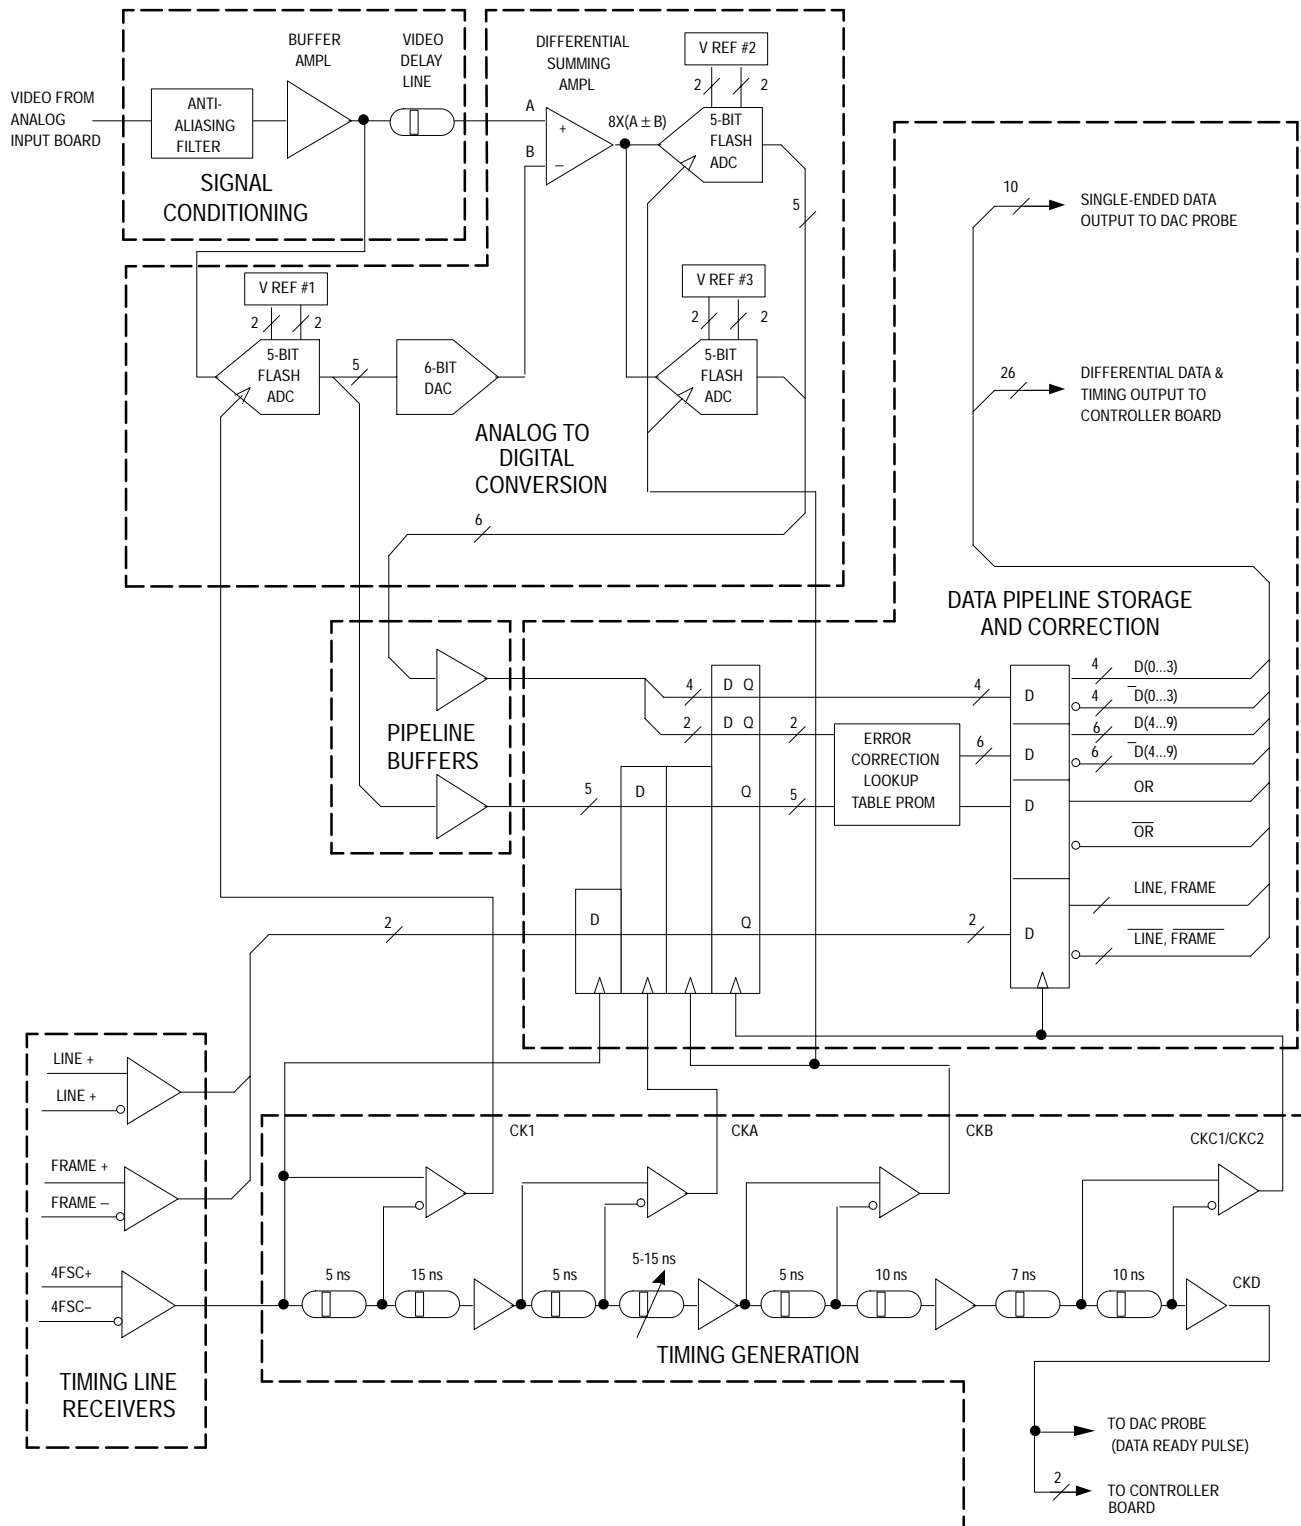 VIDEO FROM
ANALOG
INPUT BOARD
ANTI-
ALIASING
FILTER
BUFFER
AMPL
VIDEO
DELAY
LINE
SIGNAL
CONDITIONING
DIFFERENTIAL
SUMMING
AMPL
A
B
+
–
8X(A ± B)
V REF #2
2
2
5-BIT
FLASH
ADC
5
V REF #3
2
2
5-BIT
FLASH
ADC
V REF #1
2
2
5-BIT
FLASH
ADC
5
6-BIT
DAC
ANALOG TO
DIGITAL
CONVERSION
6
10
SINGLE-ENDED DATA
OUTPUT TO DAC PROBE
26
DIFFERENTIAL DATA &
TIMING OUTPUT TO
CONTROLLER BOARD
DATA PIPELINE STORAGE
AND CORRECTION
PIPELINE
BUFFERS
4
D Q
4
D
4
D(0...3)
4
D̅(0...3)
2
D Q
2
ERROR
CORRECTION
LOOKUP
TABLE PROM
6
D
6
D(4...9)
6
D̅(4...9)
5
D
Q
5
D
OR
O̅R̅
2
D
Q
2
D
LINE, FRAME
L̅I̅N̅E̅, F̅R̅A̅M̅E̅
LINE +
LINE +
FRAME +
FRAME –
4FSC+
4FSC–
TIMING LINE
RECEIVERS
CK1
CKA
CKB
CKC1/CKC2
5 ns
15 ns
5 ns
5-15 ns
5 ns
10 ns
7 ns
10 ns
CKD
TIMING GENERATION
TO DAC PROBE
(DATA READY PULSE)
2
TO CONTROLLER
BOARD